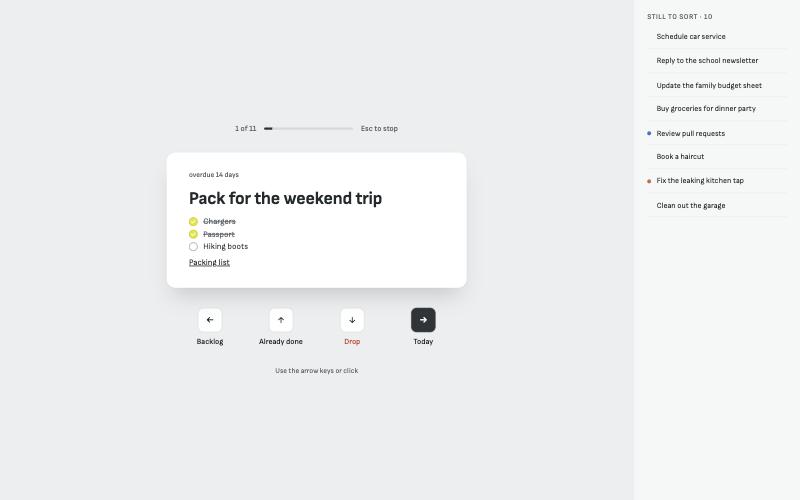 1 of 11
Esc to stop
overdue 14 days
Pack for the weekend trip
Chargers
Passport
Hiking boots
Packing list
Backlog
Already done
Drop
Today
Use the arrow keys or click
STILL TO SORT · 10
Schedule car service
Reply to the school newsletter
Update the family budget sheet
Buy groceries for dinner party
Review pull requests
Book a haircut
Fix the leaking kitchen tap
Clean out the garage